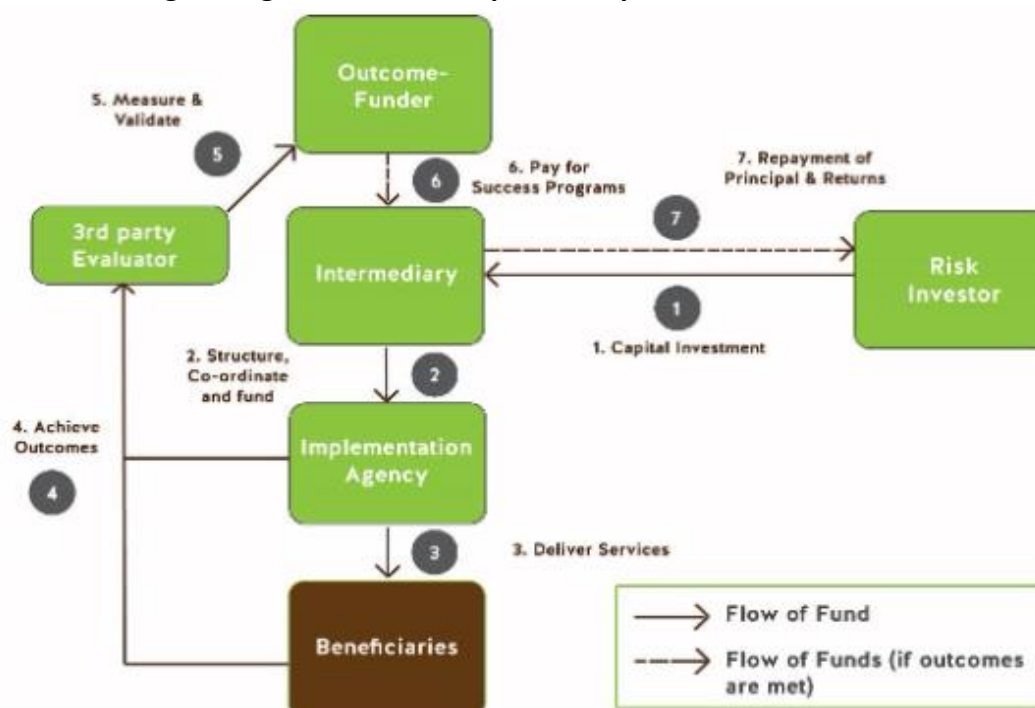 Outcome-
Funder
5. Measure &
Validate
5
6
6. Pay for
Success Programs
7. Repayment of
Principal & Returns
7
3rd party
Evaluator
Intermediary
Risk
Investor
1
1. Capital Investment
2. Structure,
Co-ordinate
and fund
2
4. Achieve
Outcomes
4
Implementation
Agency
3
3. Deliver Services
Beneficiaries
Flow of Fund
Flow of Funds (if outcomes
are met)